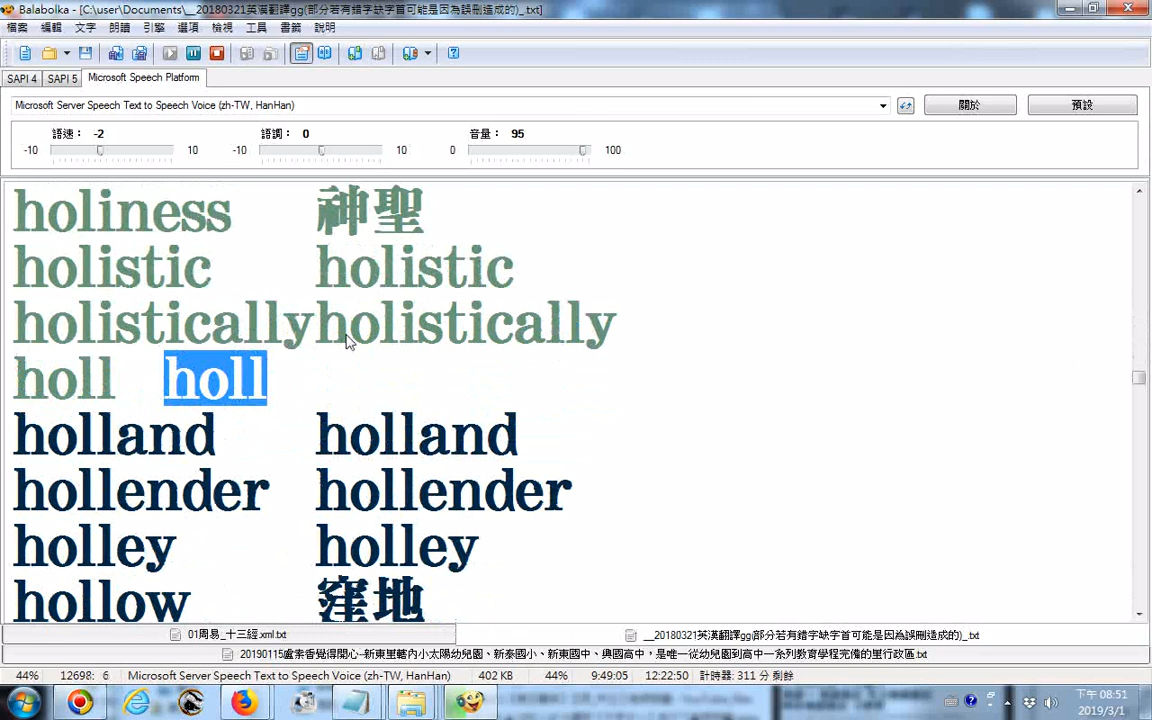 Balabolka - [C:\user\Documents\__20180321英漢翻譯gg(部分若有錯字缺字首可能是因為誤刪造成的)_.txt]
檔案 編輯 文字 朗讀 引擎 選項 檢視 工具 書籤 說明
SAPI 4 SAPI 5 Microsoft Speech Platform
Microsoft Server Speech Text to Speech Voice (zh-TW, HanHan) 關於 預設
語速： -2 語調： 0 音量： 95
-10 10 -10 10 0 100
holiness 神聖
holistic holistic
holistically holistically
holl holl
holland holland
hollender hollender
holley holley
hollow 窪地
01周易_十三經.xml.txt __20180321英漢翻譯gg(部分若有錯字缺字首可能是因為誤刪造成的)_.txt
20190115盧素香覺得開心-新東里轄內小太陽幼兒園、新泰國小、新東國中、興國高中，是唯一從幼兒園到高中一系列教育學程完備的里行政區.txt
44% 12698: 6 Microsoft Server Speech Text to Speech Voice (zh-TW, HanHan) 402 KB 44% 9:49:05 12:22:50 計時器: 311 分 剩餘
下午 08:51
2019/3/1